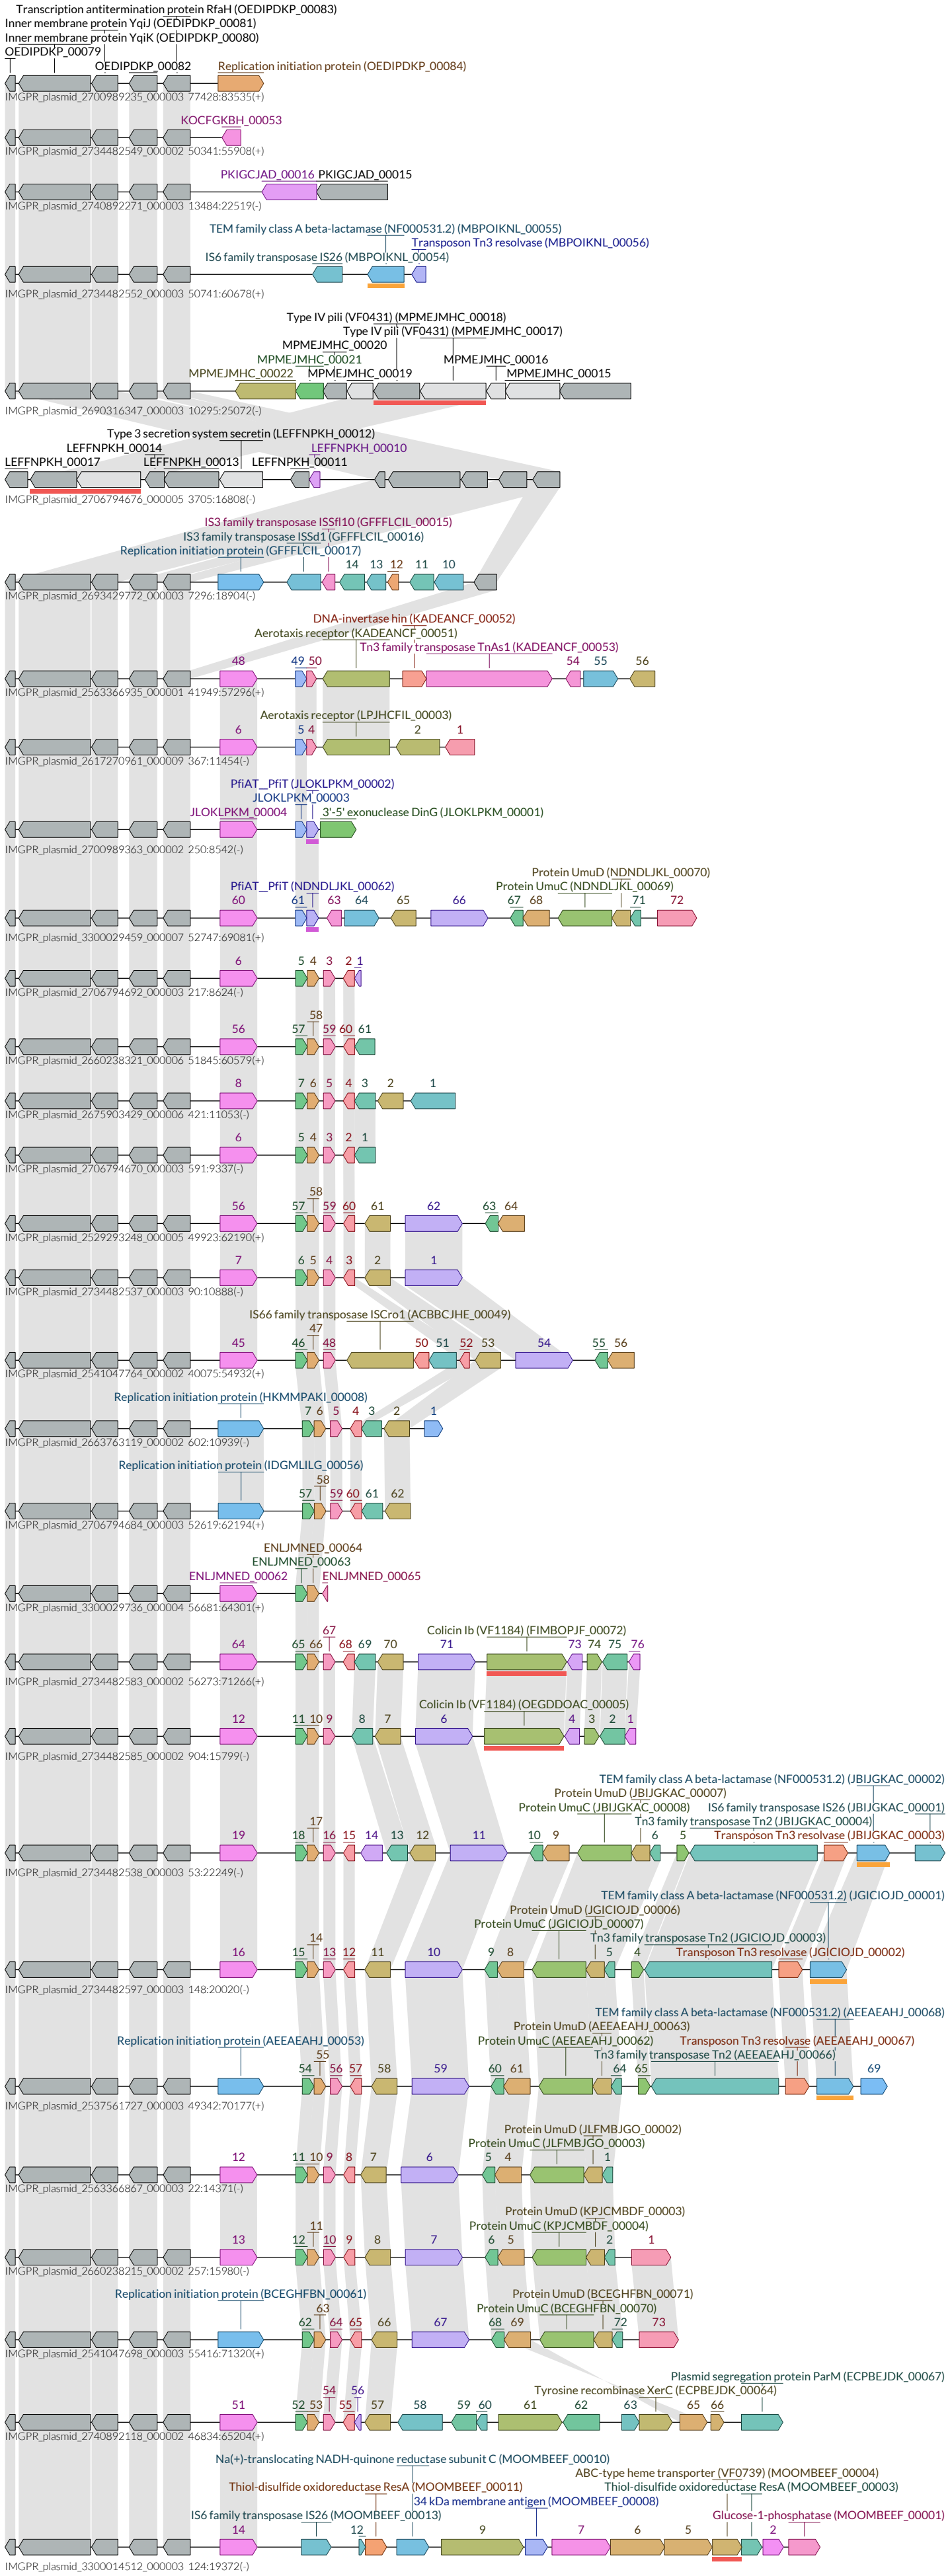 Transcription antitermination protein RfaH (OEDIPDKP_00083)
Inner membrane protein YqiJ (OEDIPDKP_00081)
Inner membrane protein YqiK (OEDIPDKP_00080)
OEDIPDKP_00079
OEDIPDKP_00082 Replication initiation protein (OEDIPDKP_00084)
IMGPR_plasmid_2700989235_000003 77428:83535(+)
KOCFGKBH_00053
IMGPR_plasmid_2734482549_000002 50341:55908(+)
PKIGCJAD_00016 PKIGCJAD_00015
IMGPR_plasmid_2740892271_000003 13484:22519(-)
TEM family class A beta-lactamase (NF000531.2) (MBPOIKNL_00055)
Transposon Tn3 resolvase (MBPOIKNL_00056)
IS6 family transposase IS26 (MBPOIKNL_00054)
IMGPR_plasmid_2734482552_000003 50741:60678(+)
Type IV pili (VF0431) (MPMEJMHC_00018)
Type IV pili (VF0431) (MPMEJMHC_00017)
MPMEJMHC_00020
MPMEJMHC_00021 MPMEJMHC_00016
MPMEJMHC_00022 MPMEJMHC_00019 MPMEJMHC_00015
IMGPR_plasmid_2690316347_000003 10295:25072(-)
Type 3 secretion system secretin (LEFFNPKH_00012)
LEFFNPKH_00014 LEFFNPKH_00010
LEFFNPKH_00017 LEFFNPKH_00013 LEFFNPKH_00011
IMGPR_plasmid_2706794676_000005 3705:16808(-)
IS3 family transposase ISSfl10 (GFFFLCIL_00015)
IS3 family transposase ISSd1 (GFFFLCIL_00016)
Replication initiation protein (GFFFLCIL_00017)
14 13 12 11 10
IMGPR_plasmid_2693429772_000003 7296:18904(-)
DNA-invertase hin (KADEANCF_00052)
Aerotaxis receptor (KADEANCF_00051)
Tn3 family transposase TnAs1 (KADEANCF_00053)
48 49 50 54 55 56
IMGPR_plasmid_2563366935_000001 41949:57296(+)
Aerotaxis receptor (LPJHCFIL_00003)
6 5 4 2 1
IMGPR_plasmid_2617270961_000009 367:11454(-)
PfiAT__PfiT (JLOKLPKM_00002)
JLOKLPKM_00003
JLOKLPKM_00004 3'-5' exonuclease DinG (JLOKLPKM_00001)
IMGPR_plasmid_2700989363_000002 250:8542(-)
Protein UmuD (NDNDLJKL_00070)
PfiAT__PfiT (NDNDLJKL_00062) Protein UmuC (NDNDLJKL_00069)
60 61 63 64 65 66 67 68 71 72
IMGPR_plasmid_3300029459_000007 52747:69081(+)
6 5 4 3 2 1
IMGPR_plasmid_2706794692_000003 217:8624(-)
58
56 57 59 60 61
IMGPR_plasmid_2660238321_000006 51845:60579(+)
8 7 6 5 4 3 2 1
IMGPR_plasmid_2675903429_000006 421:11053(-)
6 5 4 3 2 1
IMGPR_plasmid_2706794670_000003 591:9337(-)
58
56 57 59 60 61 62 63 64
IMGPR_plasmid_2529293248_000005 49923:62190(+)
7 6 5 4 3 2 1
IMGPR_plasmid_2734482537_000003 90:10888(-)
IS66 family transposase ISCro1 (ACBBCJHE_00049)
47
45 46 48 50 51 52 53 54 55 56
IMGPR_plasmid_2541047764_000002 40075:54932(+)
Replication initiation protein (HKMMPAKI_00008)
7 6 5 4 3 2 1
IMGPR_plasmid_2663763119_000002 602:10939(-)
Replication initiation protein (IDGMLILG_00056)
58
57 59 60 61 62
IMGPR_plasmid_2706794684_000003 52619:62194(+)
ENLJMNED_00064
ENLJMNED_00063
ENLJMNED_00062 ENLJMNED_00065
IMGPR_plasmid_3300029736_000004 56681:64301(+)
67 Colicin Ib (VF1184) (FIMBOPJF_00072)
64 65 66 68 69 70 71 73 74 75 76
IMGPR_plasmid_2734482583_000002 56273:71266(+)
Colicin Ib (VF1184) (OEGDDOAC_00005)
12 11 10 9 8 7 6 4 3 2 1
IMGPR_plasmid_2734482585_000002 904:15799(-)
TEM family class A beta-lactamase (NF000531.2) (JBIJGKAC_00002)
Protein UmuD (JBIJGKAC_00007)
Protein UmuC (JBIJGKAC_00008) IS6 family transposase IS26 (JBIJGKAC_00001)
17 Tn3 family transposase Tn2 (JBIJGKAC_00004)
19 18 16 15 14 13 12 11 10 9 6 5 Transposon Tn3 resolvase (JBIJGKAC_00003)
IMGPR_plasmid_2734482538_000003 53:22249(-)
TEM family class A beta-lactamase (NF000531.2) (JGICIOJD_00001)
Protein UmuD (JGICIOJD_00006)
Protein UmuC (JGICIOJD_00007)
14 Tn3 family transposase Tn2 (JGICIOJD_00003)
16 15 13 12 11 10 9 8 5 4 Transposon Tn3 resolvase (JGICIOJD_00002)
IMGPR_plasmid_2734482597_000003 148:20020(-)
TEM family class A beta-lactamase (NF000531.2) (AEEAEAHJ_00068)
Protein UmuD (AEEAEAHJ_00063)
Replication initiation protein (AEEAEAHJ_00053) Protein UmuC (AEEAEAHJ_00062) Transposon Tn3 resolvase (AEEAEAHJ_00067)
55 Tn3 family transposase Tn2 (AEEAEAHJ_00066)
54 56 57 58 59 60 61 64 65 69
IMGPR_plasmid_2537561727_000003 49342:70177(+)
Protein UmuD (JLFMBJGO_00002)
Protein UmuC (JLFMBJGO_00003)
12 11 10 9 8 7 6 5 4 1
IMGPR_plasmid_2563366867_000003 22:14371(-)
Protein UmuD (KPJCMBDF_00003)
11 Protein UmuC (KPJCMBDF_00004)
13 12 10 9 8 7 6 5 2 1
IMGPR_plasmid_2660238215_000002 257:15980(-)
Replication initiation protein (BCEGHFBN_00061) Protein UmuD (BCEGHFBN_00071)
63 Protein UmuC (BCEGHFBN_00070)
62 64 65 66 67 68 69 72 73
IMGPR_plasmid_2541047698_000003 55416:71320(+)
Plasmid segregation protein ParM (ECPBEJDK_00067)
54 56 Tyrosine recombinase XerC (ECPBEJDK_00064)
51 52 53 55 57 58 59 60 61 62 63 65 66
IMGPR_plasmid_2740892118_000002 46834:65204(+)
Na(+)-translocating NADH-quinone reductase subunit C (MOOMBEEF_00010)
ABC-type heme transporter (VF0739) (MOOMBEEF_00004)
Thiol-disulfide oxidoreductase ResA (MOOMBEEF_00011) Thiol-disulfide oxidoreductase ResA (MOOMBEEF_00003)
34 kDa membrane antigen (MOOMBEEF_00008)
IS6 family transposase IS26 (MOOMBEEF_00013) Glucose-1-phosphatase (MOOMBEEF_00001)
14 12 9 7 6 5 2
IMGPR_plasmid_3300014512_000003 124:19372(-)